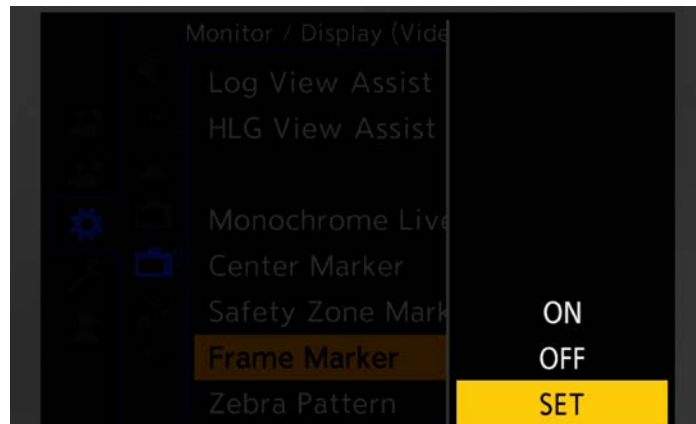 Monitor / Display (Vide
Log View Assist
HLG View Assist
Monochrome Live
Center Marker
Safety Zone Mark
Frame Marker
Zebra Pattern
ON
OFF
SET